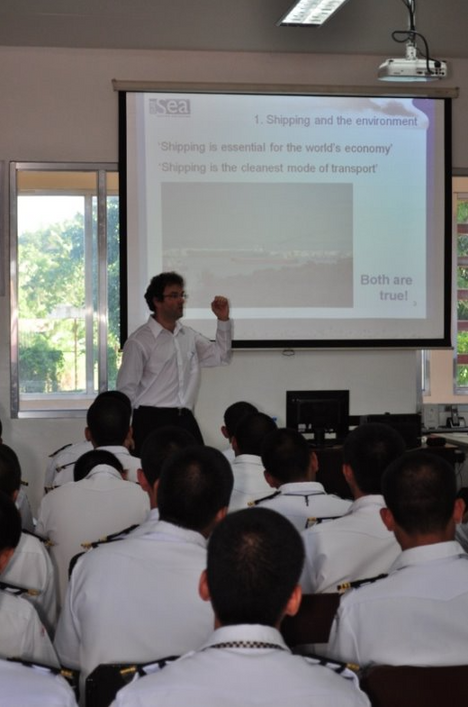 sea
1. Shipping and the environment
'Shipping is essential for the world's economy'
'Shipping is the cleanest mode of transport'
Both are
true!